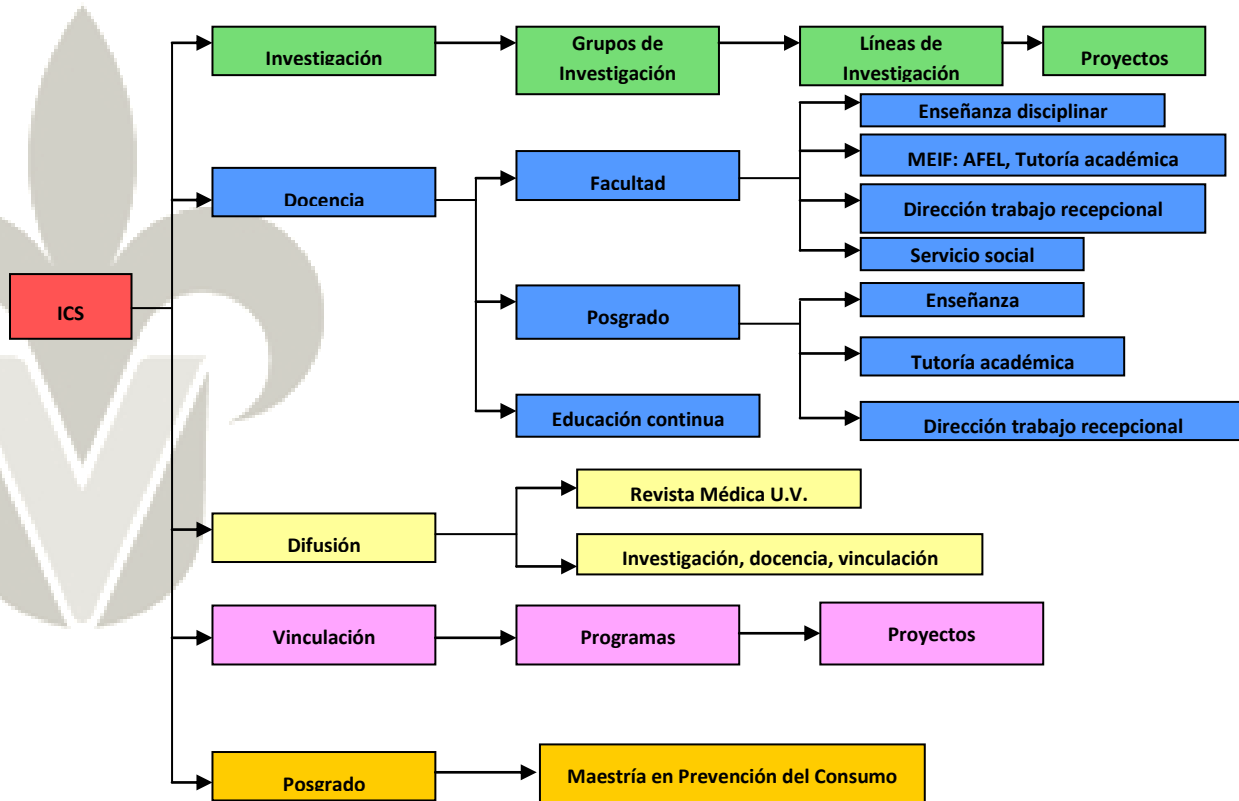 Investigación
Grupos de
Investigación
Líneas de
Investigación
Proyectos
Enseñanza disciplinar
MEIF: AFEL, Tutoría académica
Docencia
Facultad
Dirección trabajo recepcional
Servicio social
ICS
Posgrado
Enseñanza
Tutoría académica
Educación continua
Dirección trabajo recepcional
Revista Médica U.V.
Difusión
Investigación, docencia, vinculación
Vinculación
Programas
Proyectos
Posgrado
Maestría en Prevención del Consumo